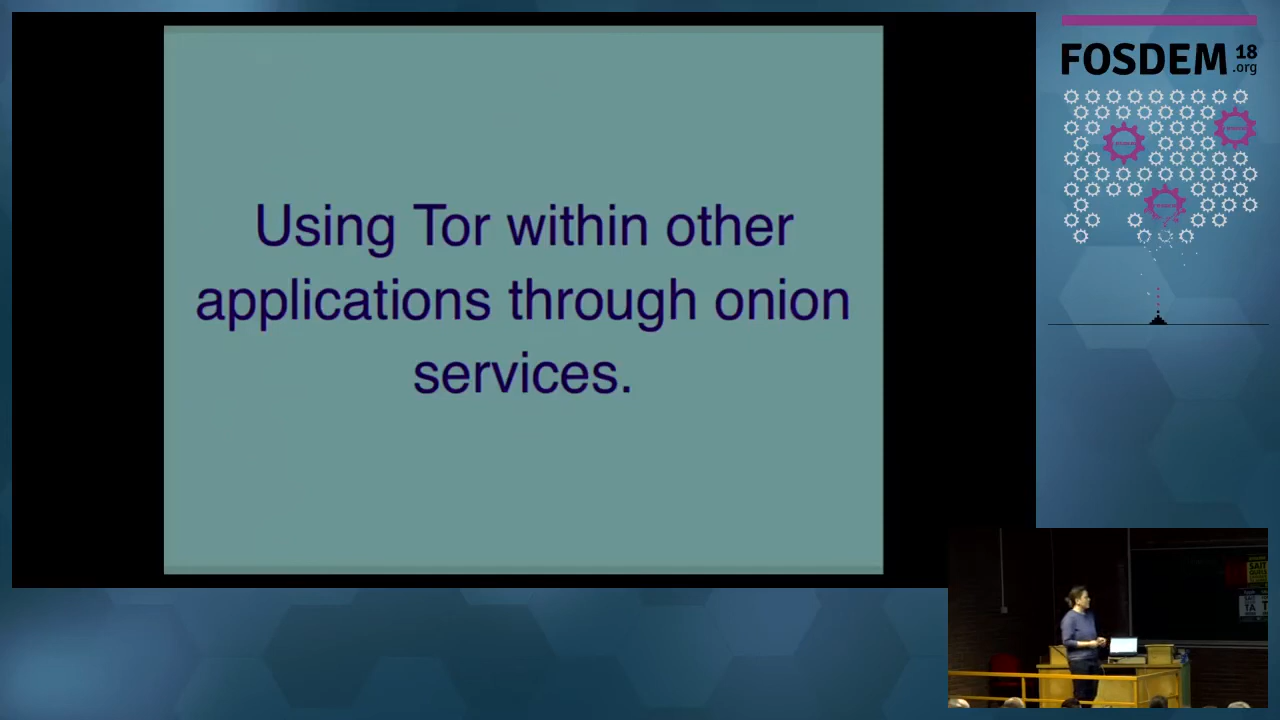 Using Tor within other
applications through onion
services.
FOSDEM 18
.org